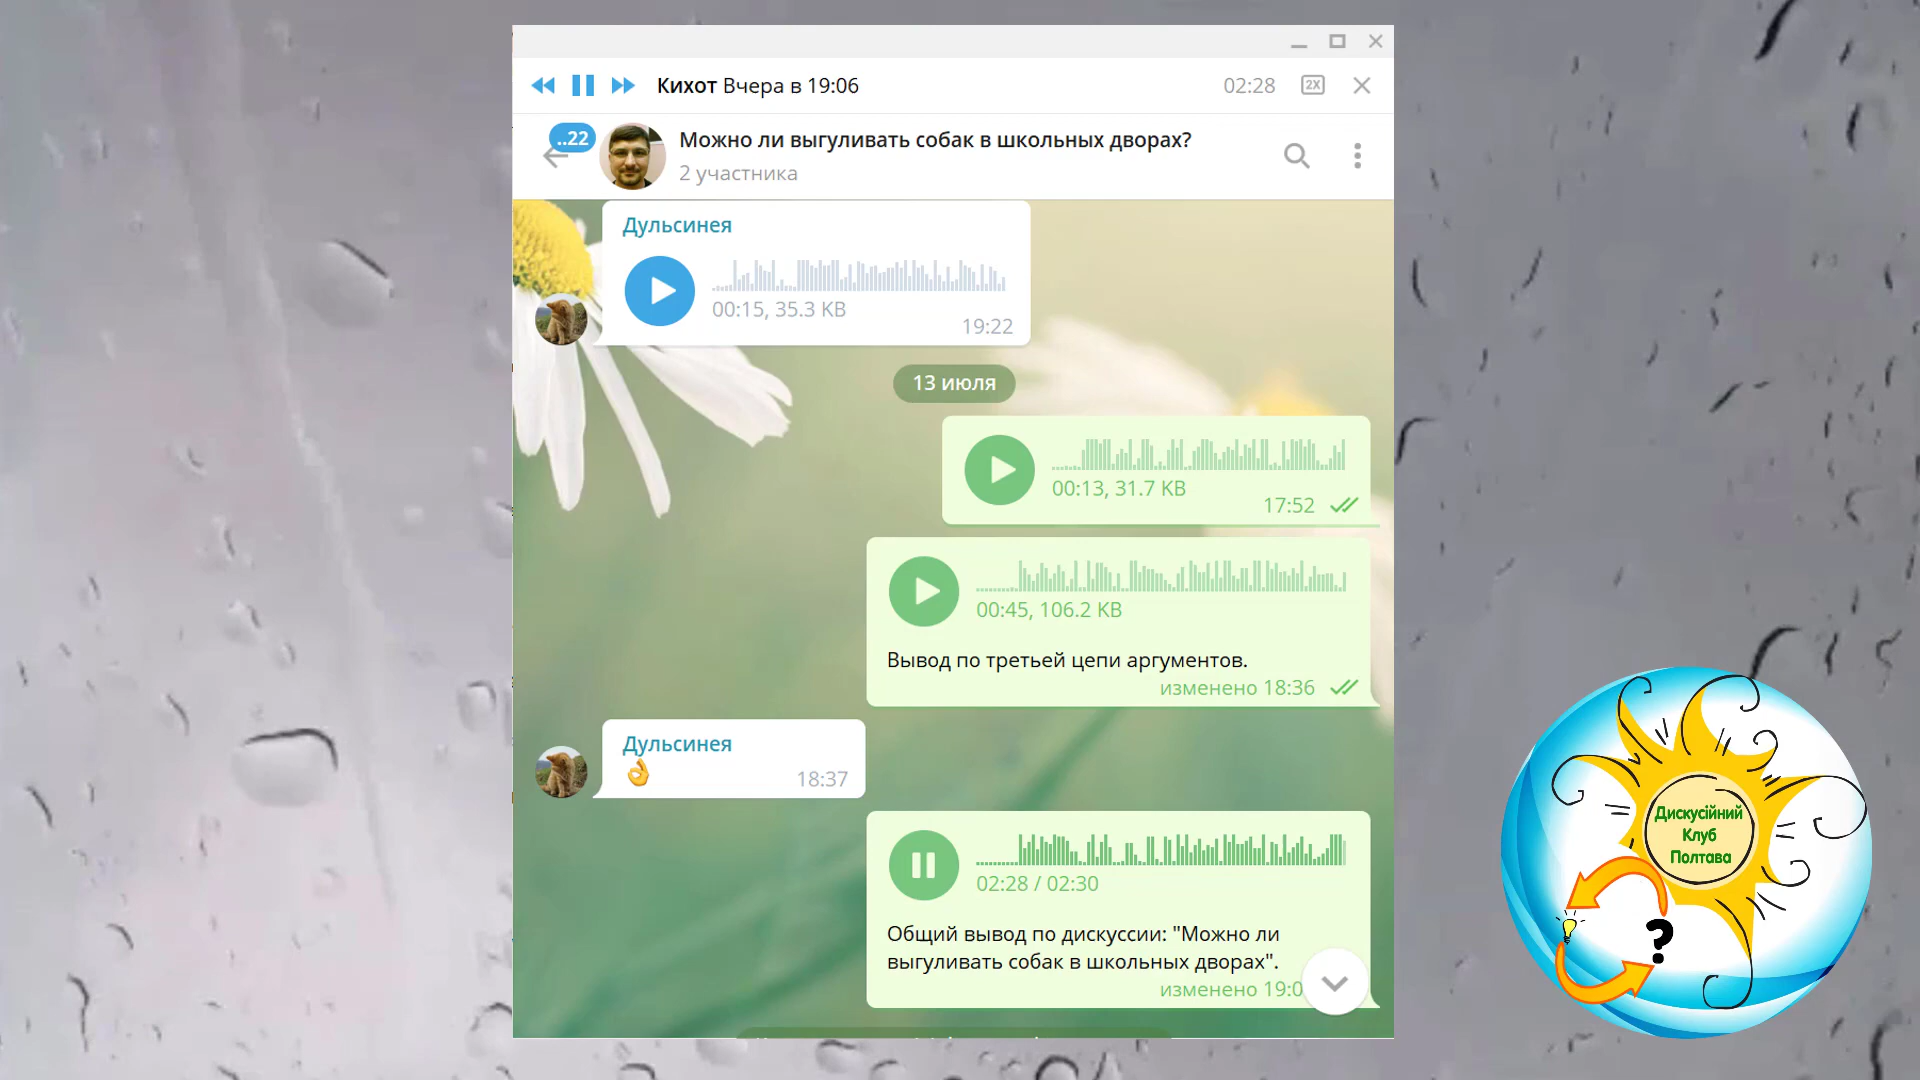 Кихот Вчера в 19:06
02:28
2X
..22
Можно ли выгуливать собак в школьных дворах?
2 участника
Дульсинея
00:15, 35.3 KB
19:22
13 июля
00:13, 31.7 KB
17:52
00:45, 106.2 KB
Вывод по третьей цепи аргументов.
изменено 18:36
Дульсинея
18:37
02:28 / 02:30
Общий вывод по дискуссии: "Можно ли
выгуливать собак в школьных дворах".
изменено
Дискусійний
Клуб
Полтава
?